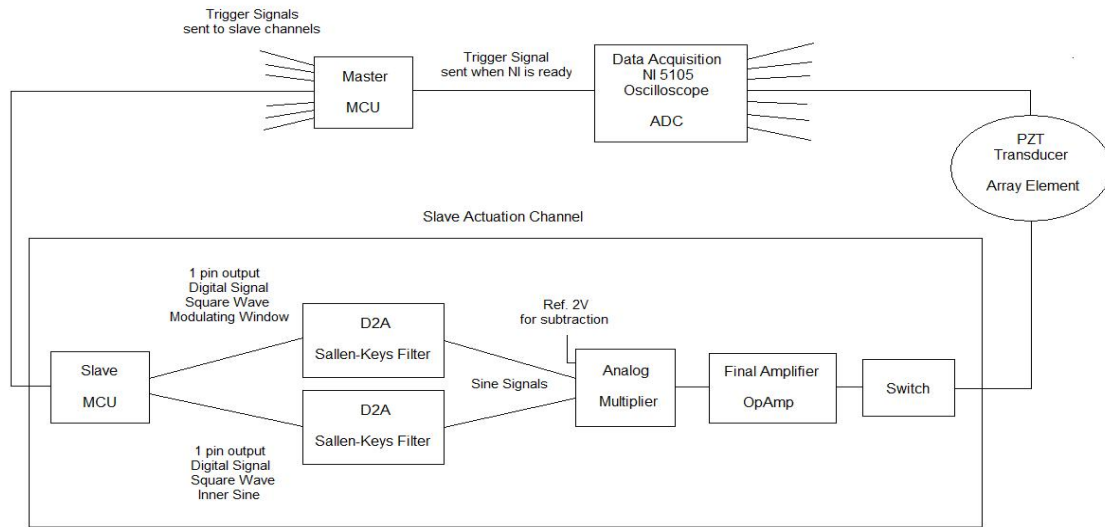 Trigger Signals
sent to slave channels
Master
MCU
Trigger Signal
sent when NI is ready
Data Acquisition
NI 5105
Oscilloscope
ADC
PZT
Transducer
Array Element
Slave Actuation Channel
1 pin output
Digital Signal
Square Wave
Modulating Window
D2A
Sallen-Keys Filter
Ref. 2V
for subtraction
Slave
MCU
Sine Signals
Analog
Multiplier
Final Amplifier
OpAmp
Switch
D2A
Sallen-Keys Filter
1 pin output
Digital Signal
Square Wave
Inner Sine